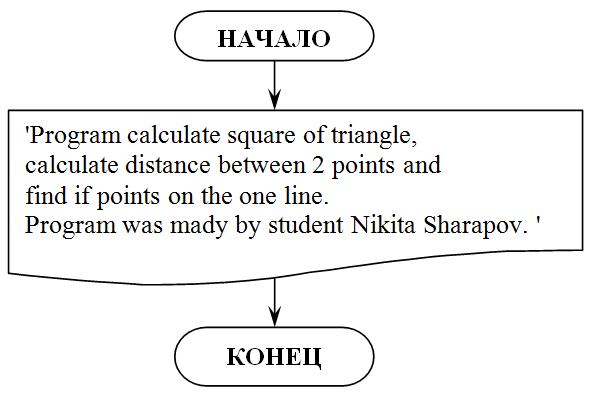 НАЧАЛО
'Program calculate square of triangle,
calculate distance between 2 points and
find if points on the one line.
Program was mady by student Nikita Sharapov. '
КОНЕЦ